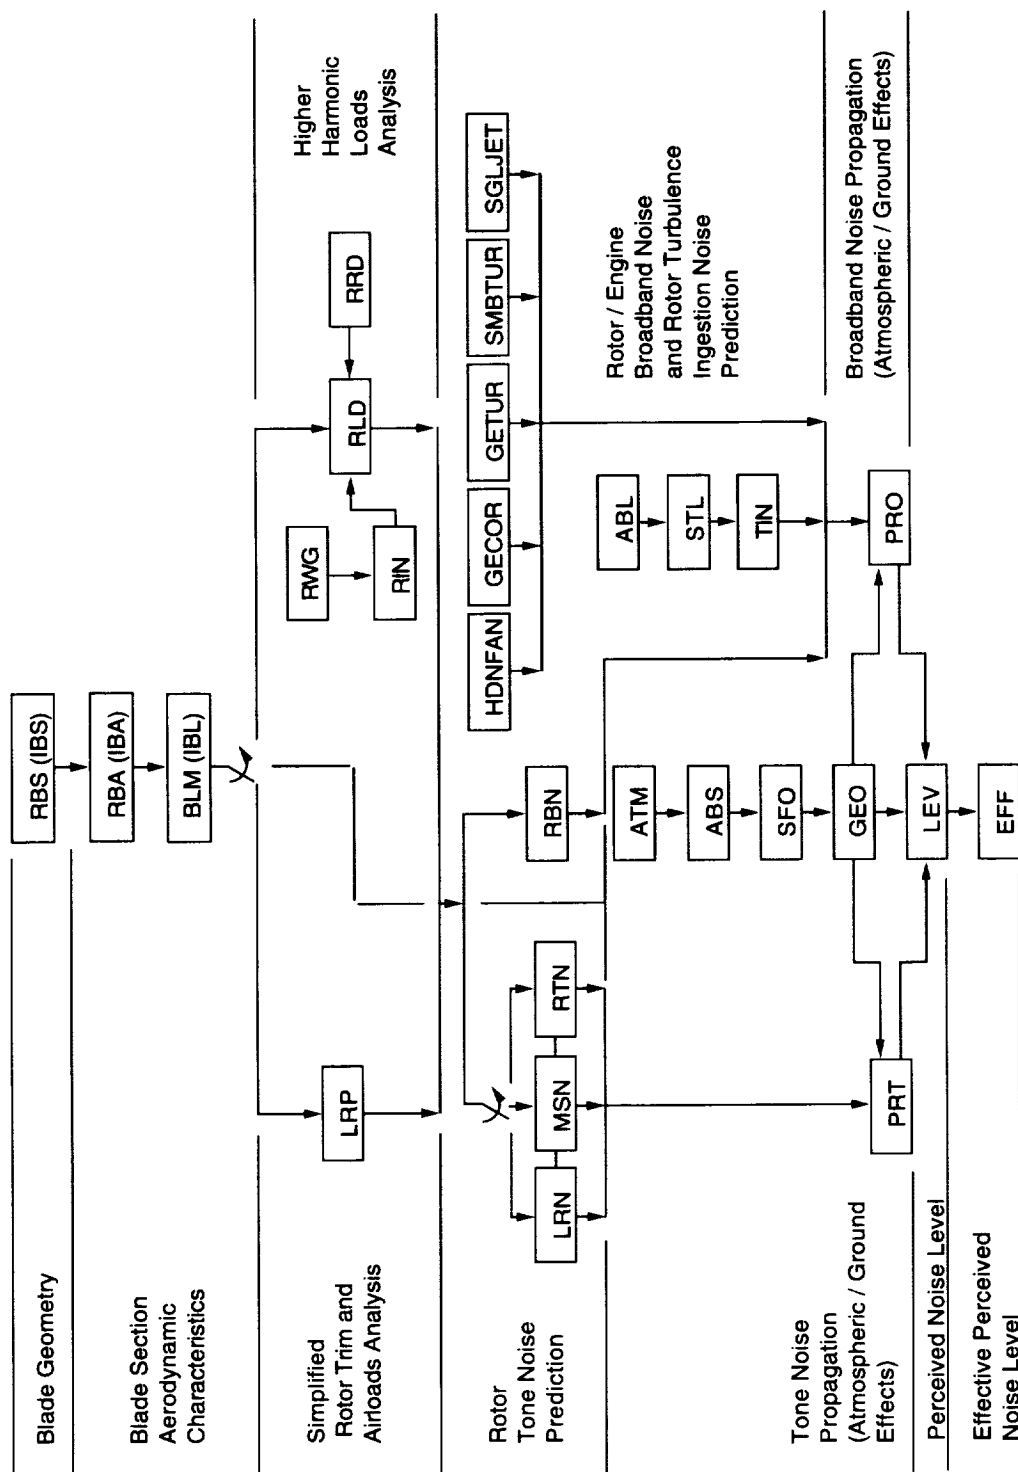 Blade Geometry
RBS (IBS)
Blade Section
Aerodynamic
Characteristics
RBA (IBA)
BLM (IBL)
Simplified
Rotor Trim and
Airloads Analysis
LRP
RWG
RIN
RLD
RRD
Higher
Harmonic
Loads
Analysis
Rotor
Tone Noise
Prediction
LRN
MSN
RTN
RBN
HDNFAN
GECOR
GETUR
SMBTUR
SGLJET
Rotor / Engine
Broadband Noise
and Rotor Turbulence
Ingestion Noise
Prediction
ATM
ABS
SFO
GEO
ABL
STL
TIN
Tone Noise
Propagation
(Atmospheric / Ground
Effects)
PRT
PRO
Broadband Noise Propagation
(Atmospheric / Ground Effects)
Perceived Noise Level
LEV
Effective Perceived
Noise Level
EFF